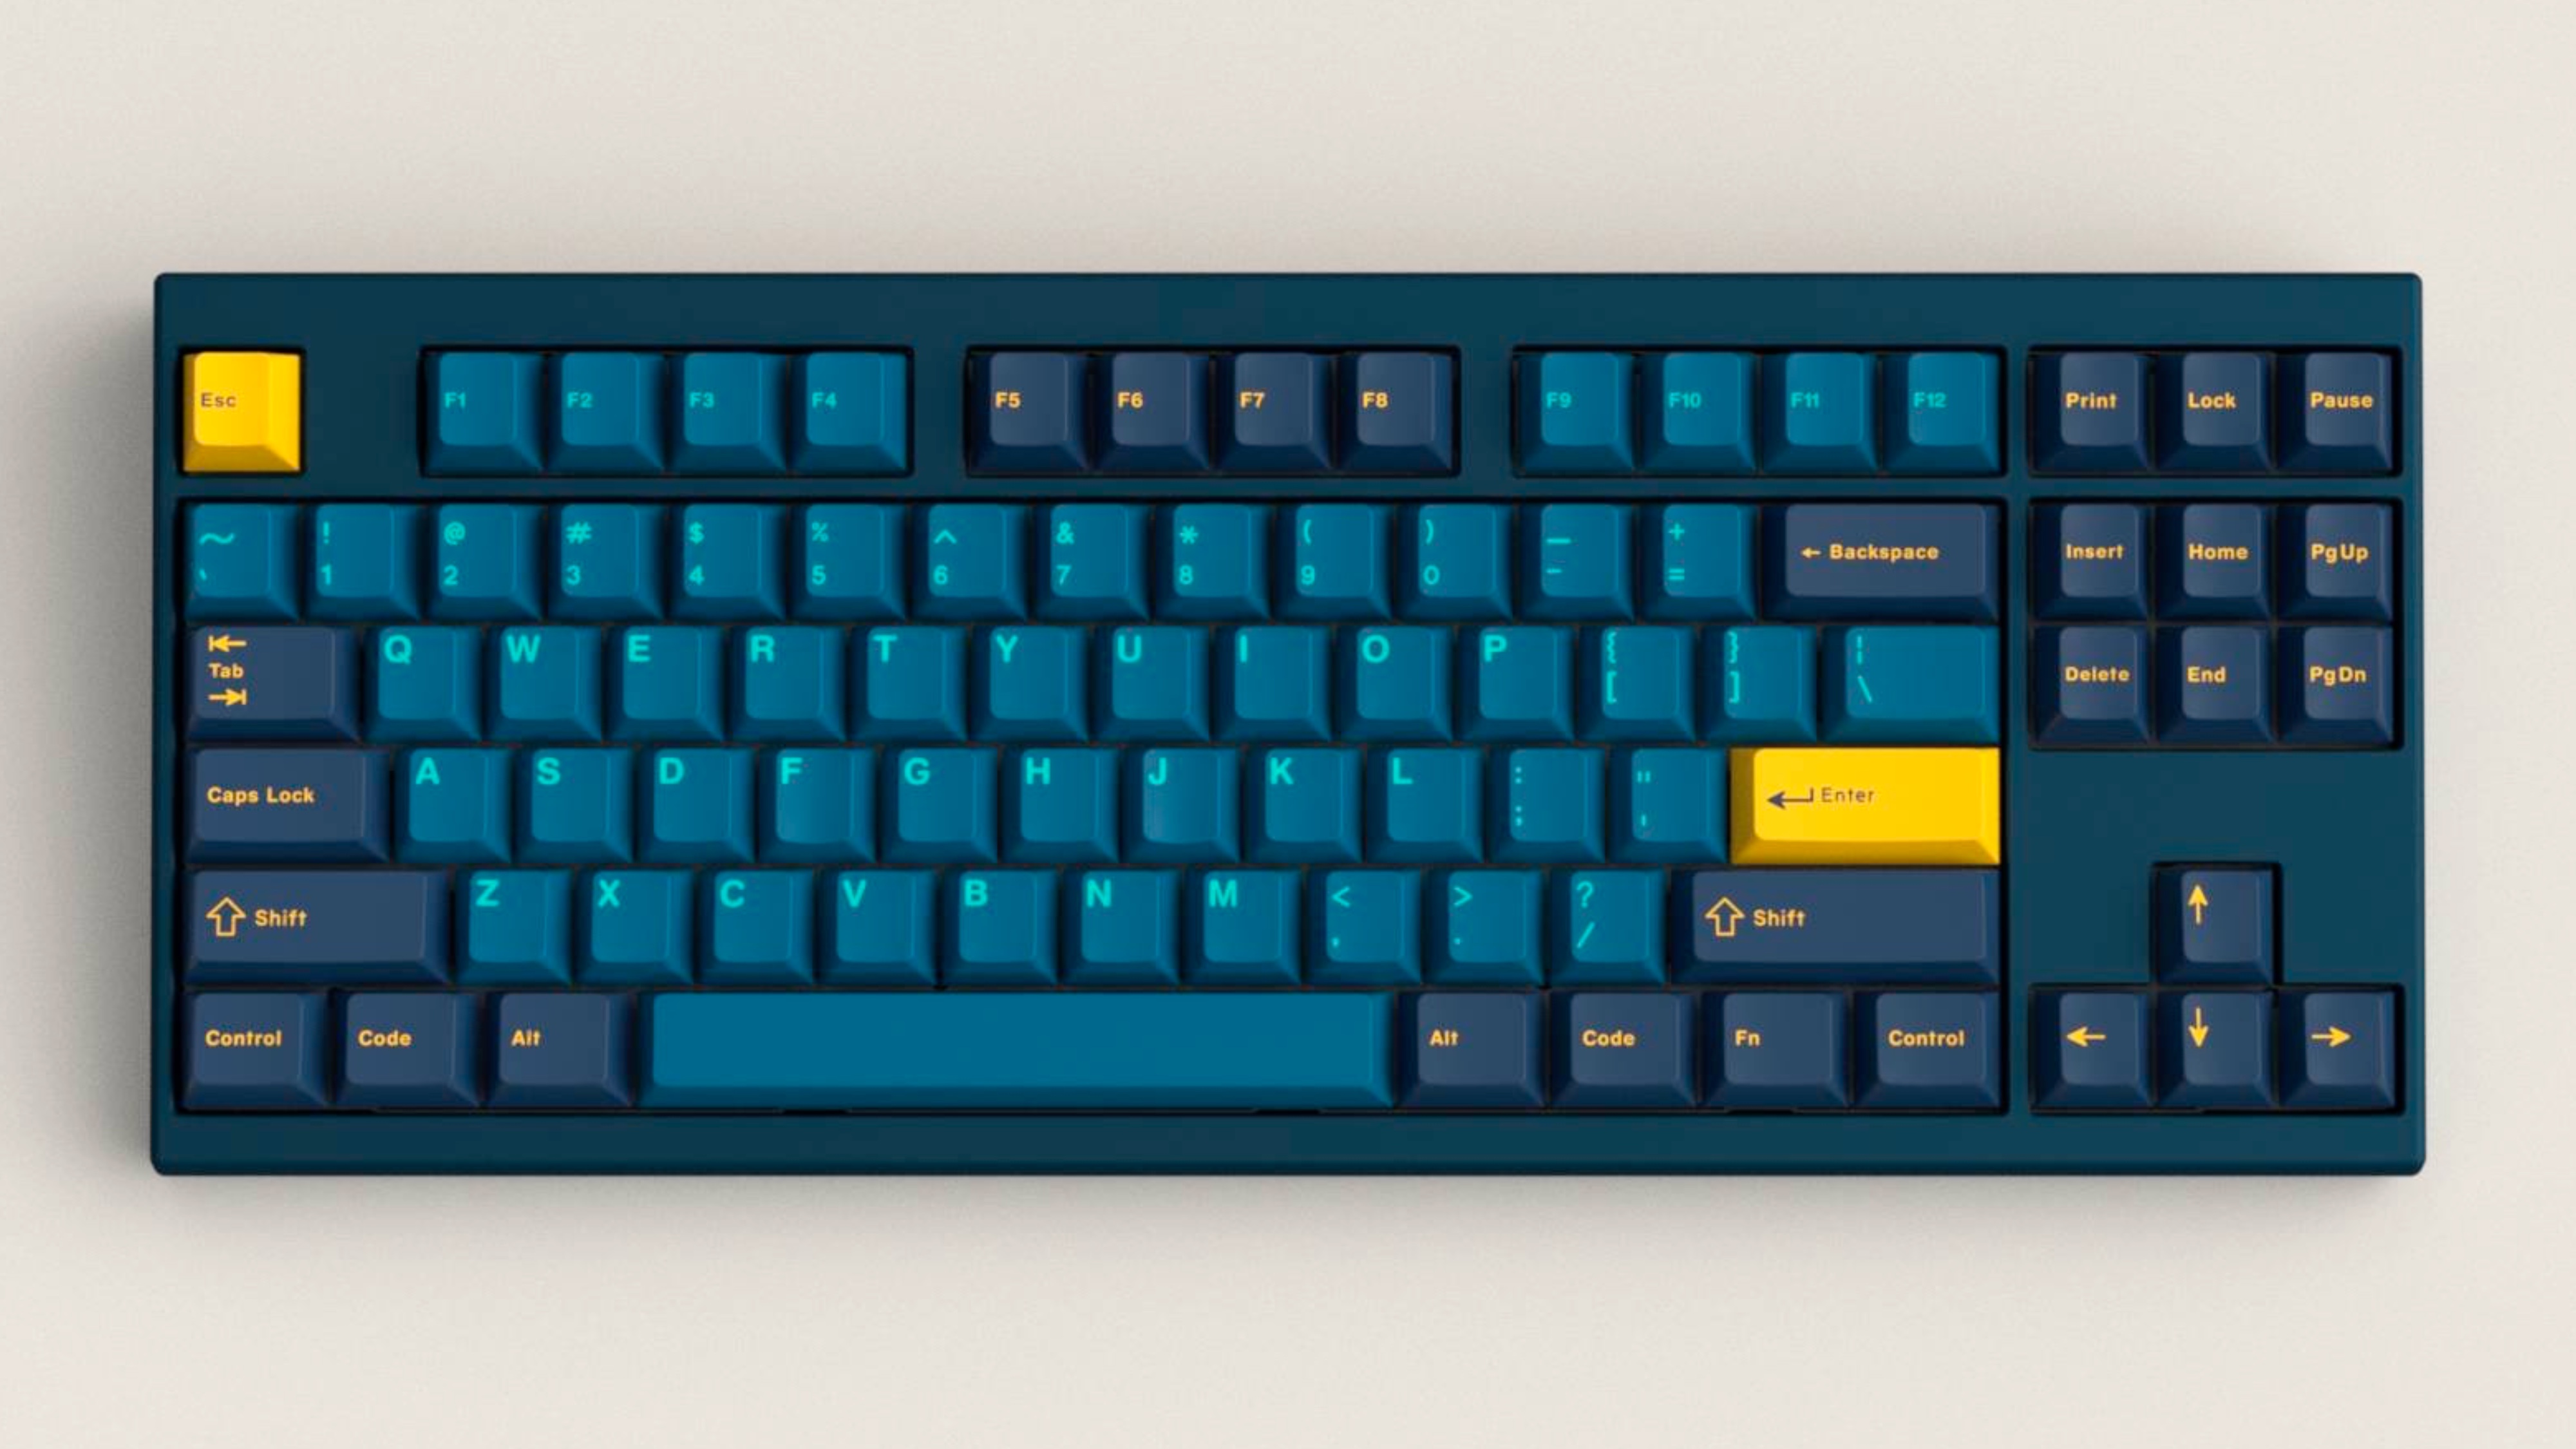 Esc F1 F2 F3 F4 F5 F6 F7 F8 F9 F10 F11 F12 Print Lock Pause
~ ! @ # $ % ^ & * ( ) — +
` 1 2 3 4 5 6 7 8 9 0 - = ← Backspace Insert Home PgUp
⇤ Tab ⇥ Q W E R T Y U I O P { [ } ] ¦ \ Delete End PgDn
Caps Lock A S D F G H J K L : ; " ' ↵ Enter
⇧ Shift Z X C V B N M < , > . ? / ⇧ Shift ↑
Control Code Alt Alt Code Fn Control ← ↓ →